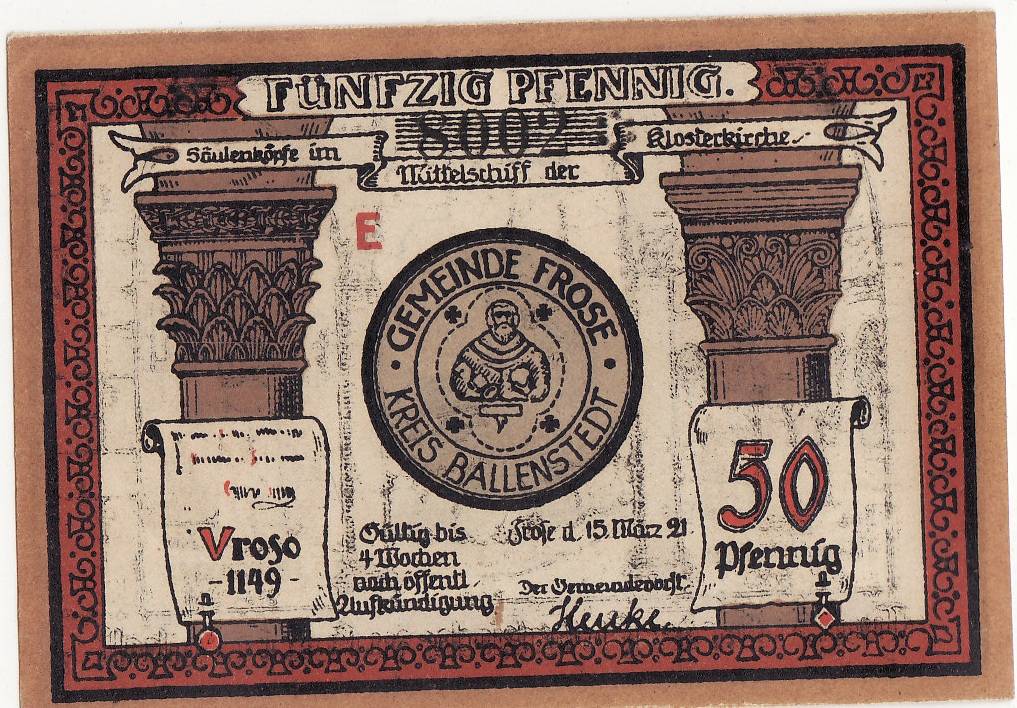 FÜNFZIG PFENNIG.
8002
Säulenköpfe im
Mittelschiff der
Klosterkirche
E
GEMEINDE FROSE
KREIS BALLENSTEDT
Vroso
-1149-
Gültig bis
4 Wochen
nach öffentl.
Aufkündigung
Frose d. 15. März 21
Der Gemeindevorst.
Henke.
50
Pfennig